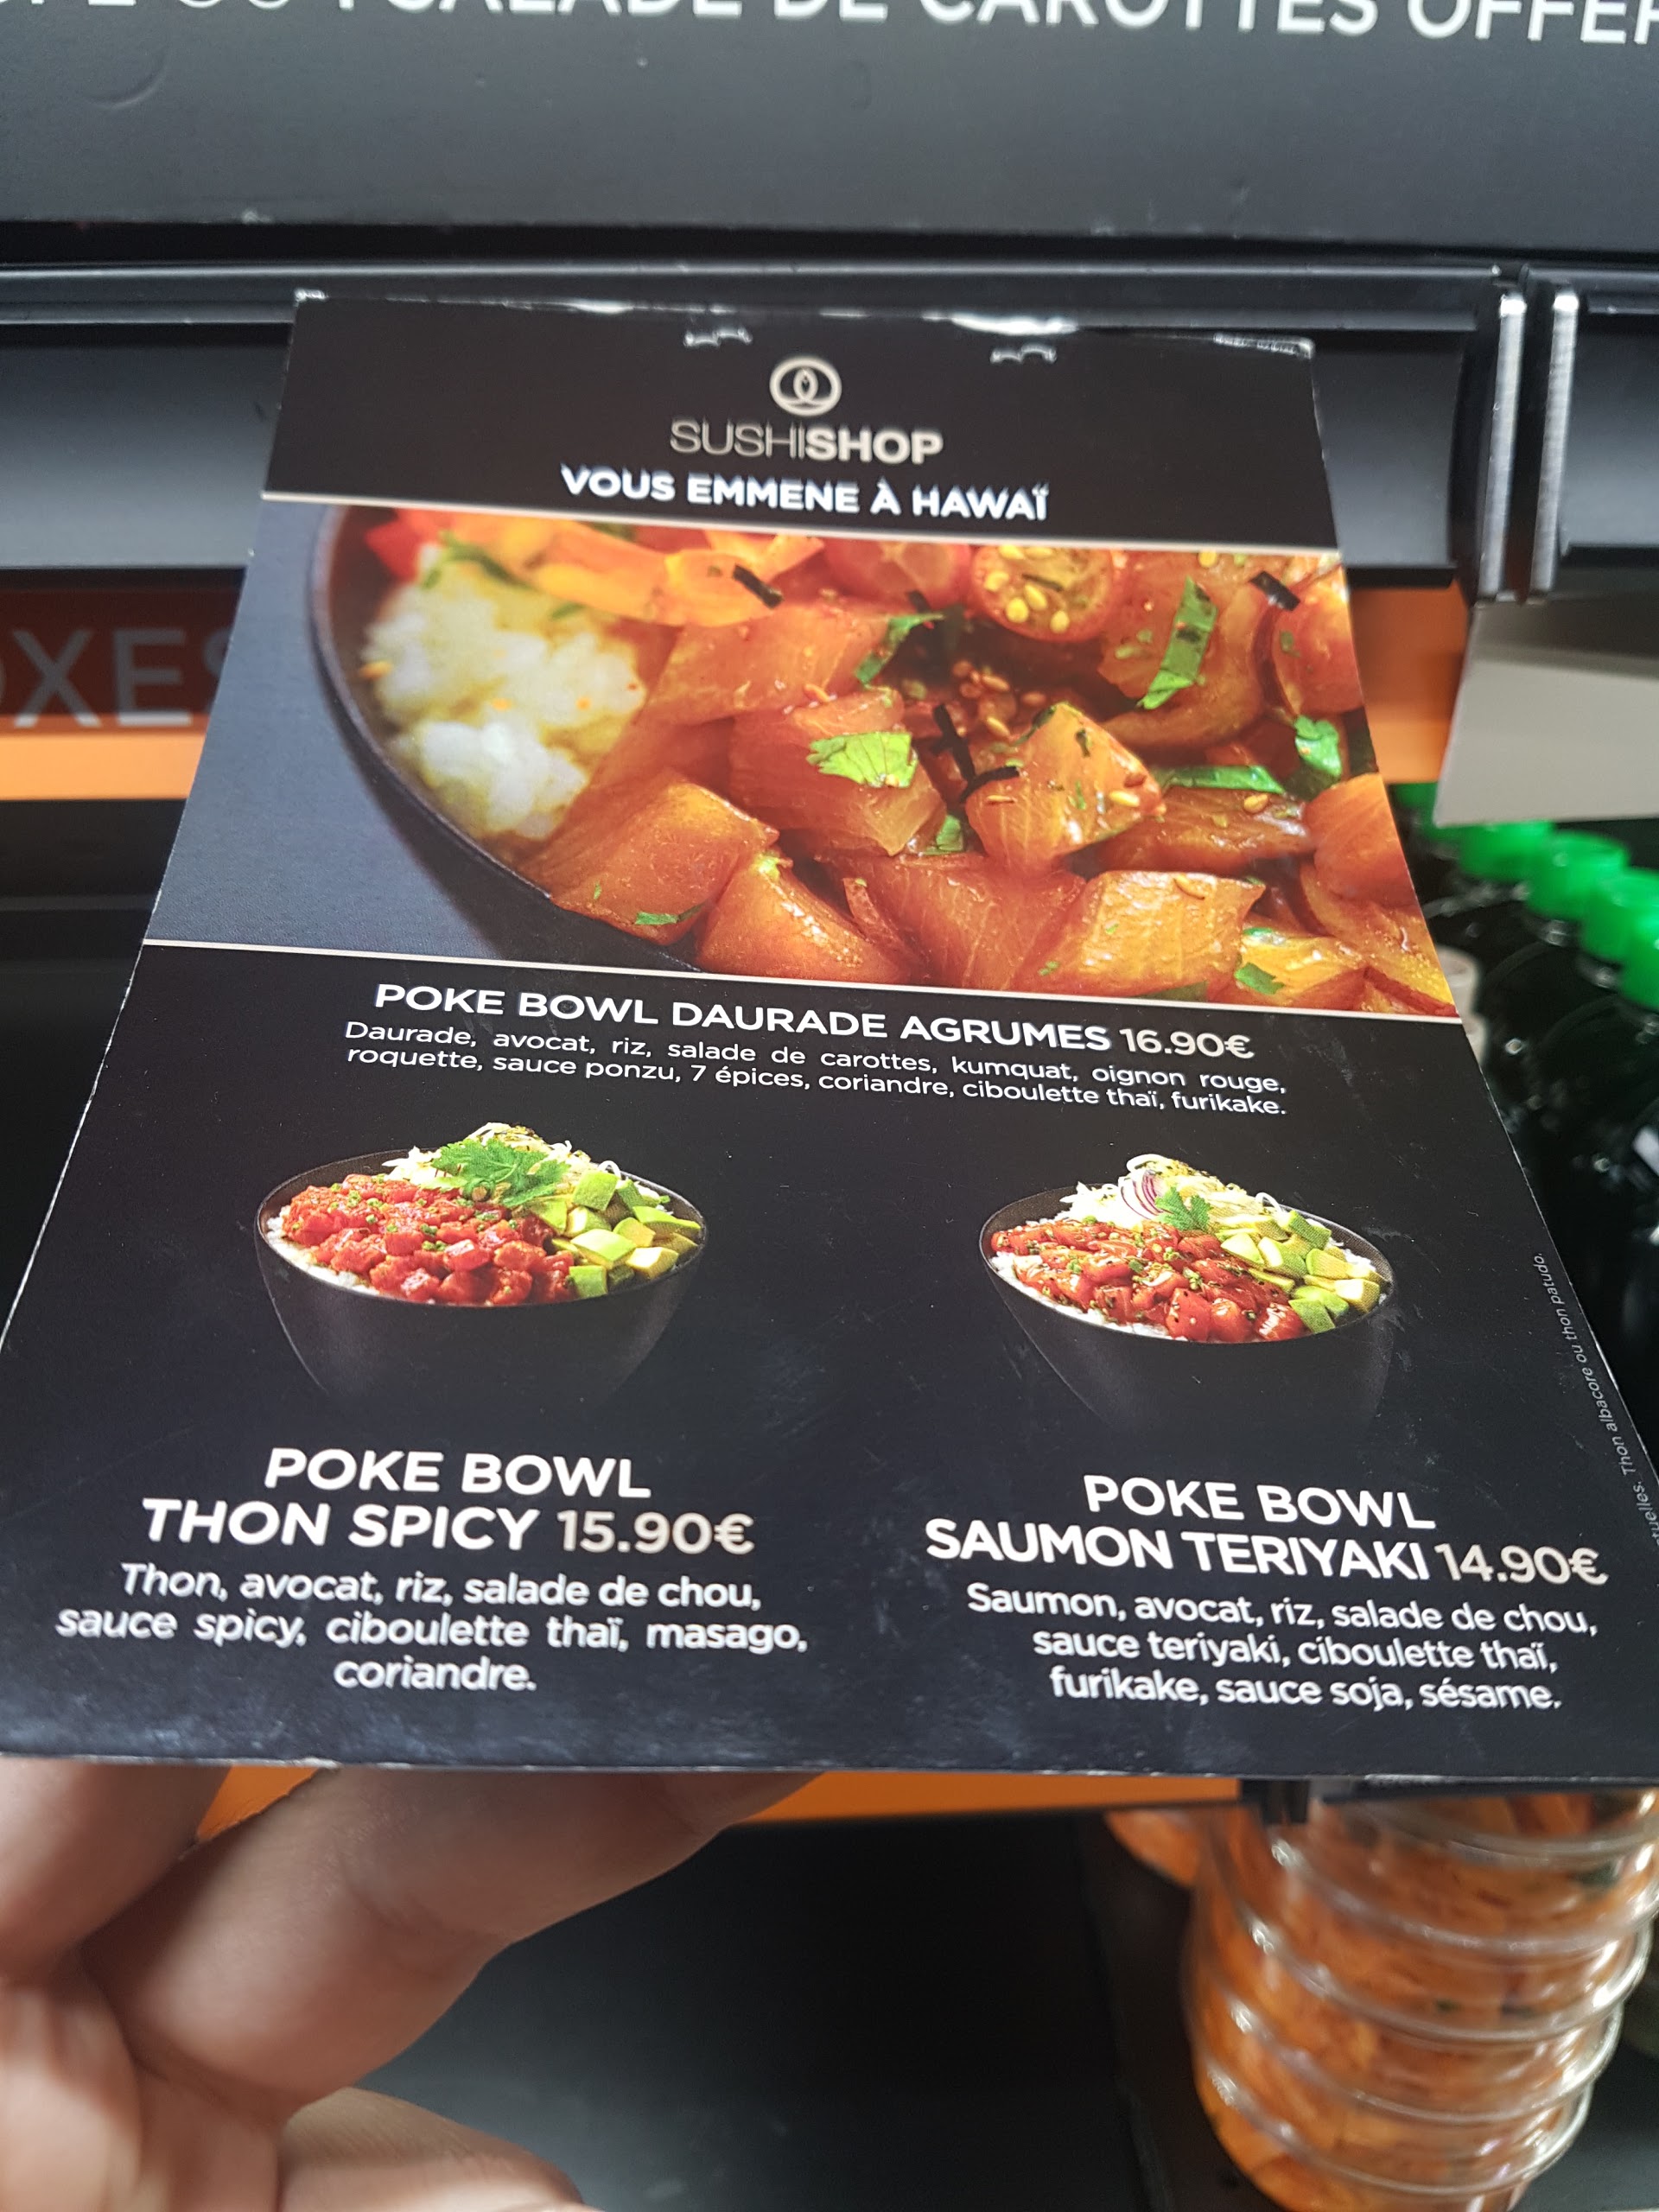 SALADE DE CAROTTES
SUSHISHOP
VOUS EMMENE À HAWAÏ
POKE BOWL DAURADE AGRUMES 16.90€
Daurade, avocat, riz, salade de carottes, kumquat, oignon rouge,
roquette, sauce ponzu, 7 épices, coriandre, ciboulette thaï, furikake.
POKE BOWL
THON SPICY 15.90€
Thon, avocat, riz, salade de chou,
sauce spicy, ciboulette thaï, masago,
coriandre.
POKE BOWL
SAUMON TERIYAKI 14.90€
Saumon, avocat, riz, salade de chou,
sauce teriyaki, ciboulette thaï,
furikake, sauce soja, sésame.
Thon albacore ou thon patudo.